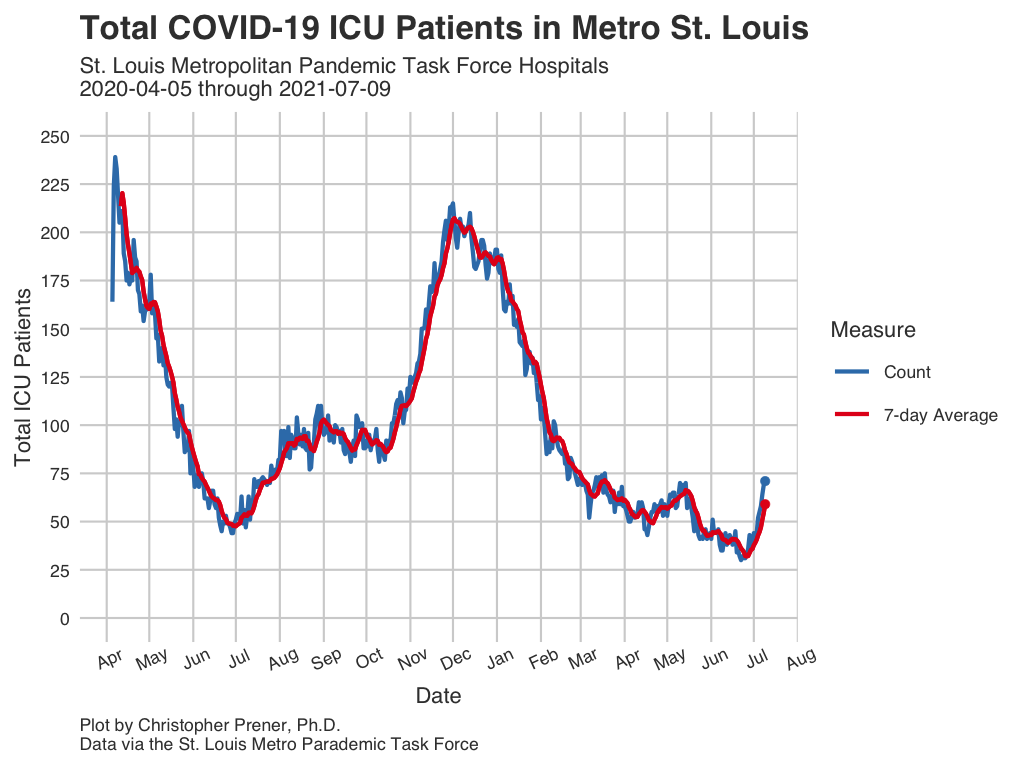 Total COVID-19 ICU Patients in Metro St. Louis
St. Louis Metropolitan Pandemic Task Force Hospitals
2020-04-05 through 2021-07-09
Total ICU Patients
250
225
200
175
150
125
100
75
50
25
0
Apr May Jun Jul Aug Sep Oct Nov Dec Jan Feb Mar Apr May Jun Jul Aug
Date
Measure
Count
7-day Average
Plot by Christopher Prener, Ph.D.
Data via the St. Louis Metro Parademic Task Force